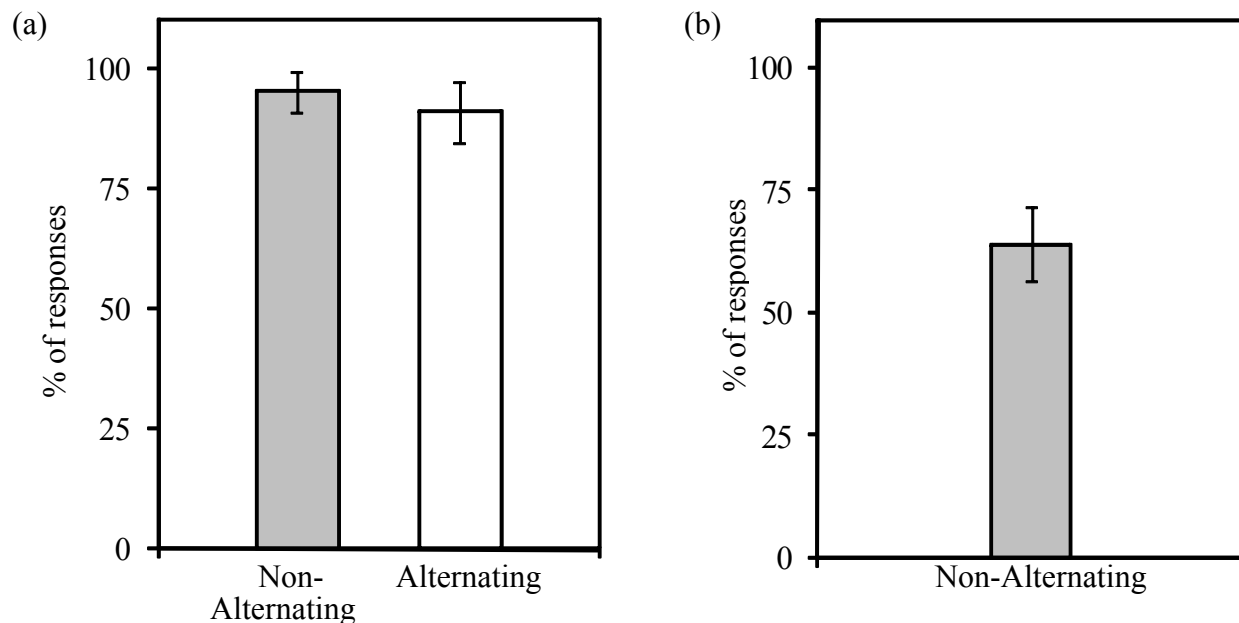 (a)
% of responses
100
75
50
25
0
Non-
Alternating
Alternating
(b)
% of responses
100
75
50
25
0
Non-Alternating